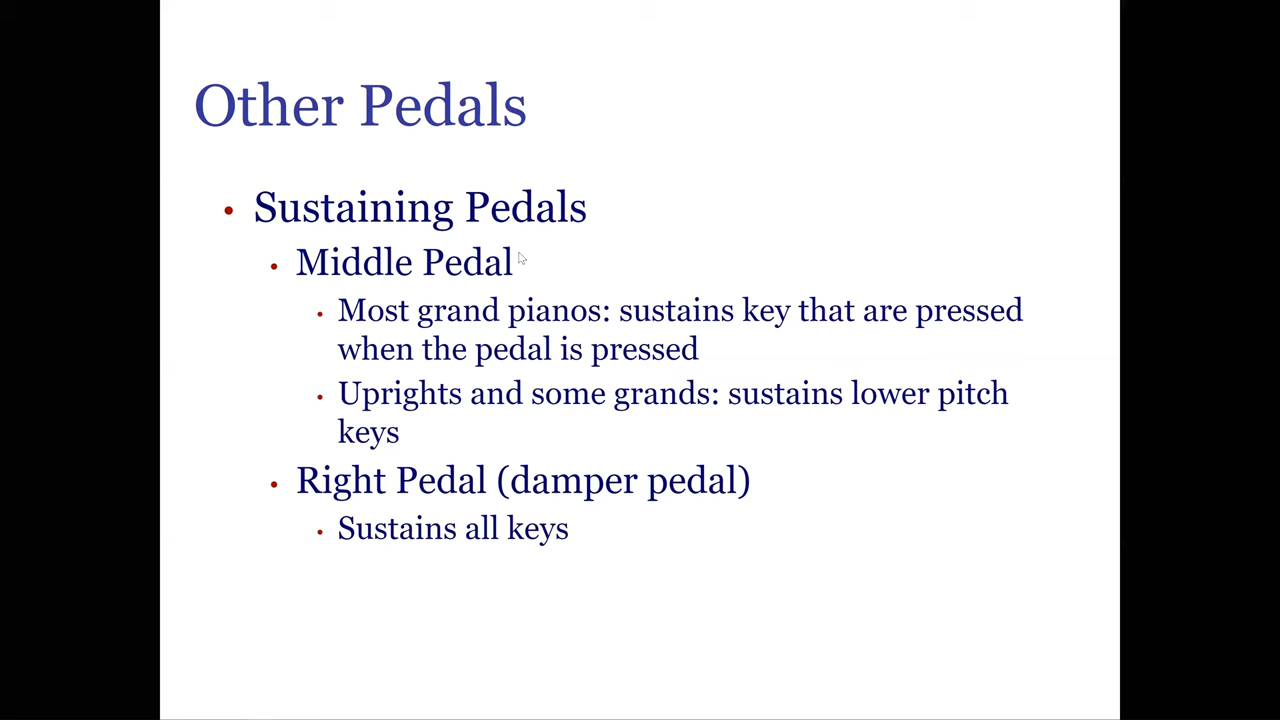 Other Pedals
• Sustaining Pedals
• Middle Pedal
• Most grand pianos: sustains key that are pressed
when the pedal is pressed
• Uprights and some grands: sustains lower pitch
keys
• Right Pedal (damper pedal)
• Sustains all keys